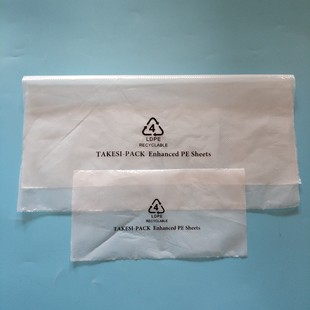 4
LDPE
RECYCLABLE
TAKESI-PACK Enhanced PE Sheets
4
LDPE
RECYCLABLE
TAKESI-PACK Enhanced PE Sheets